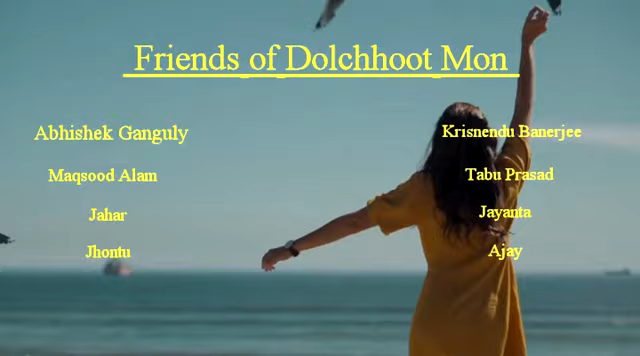 Friends of Dolchhoot Mon
Abhishek Ganguly
Krisnendu Banerjee
Maqsood Alam
Tabu Prasad
Jahar
Jayanta
Jhontu
Ajay